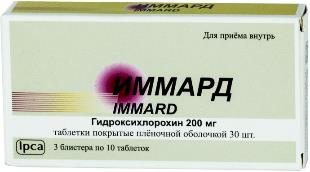 Для приёма внутрь
ИММАРД
IMMARD
Гидроксихлорохин 200 мг
таблетки покрытые плёночной оболочкой 30 шт.
Ipca
3 блистера по 10 таблеток